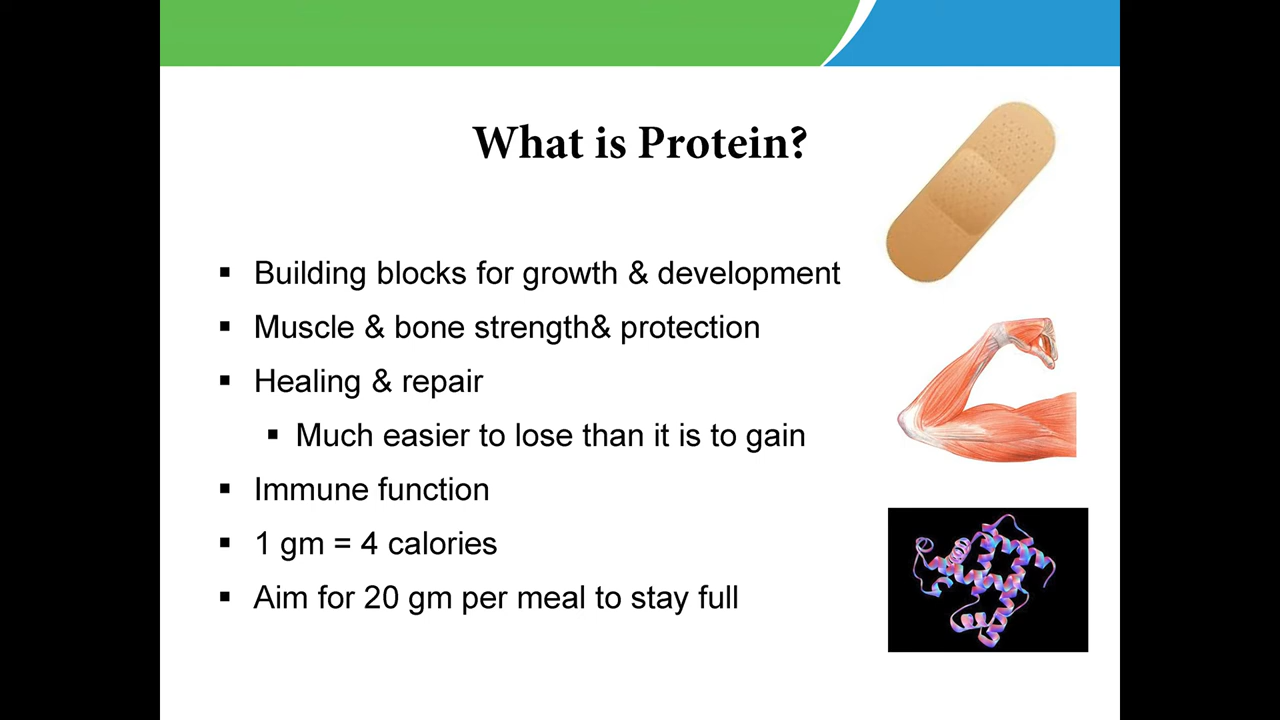 What is Protein?
▪ Building blocks for growth & development
▪ Muscle & bone strength& protection
▪ Healing & repair
▪ Much easier to lose than it is to gain
▪ Immune function
▪ 1 gm = 4 calories
▪ Aim for 20 gm per meal to stay full